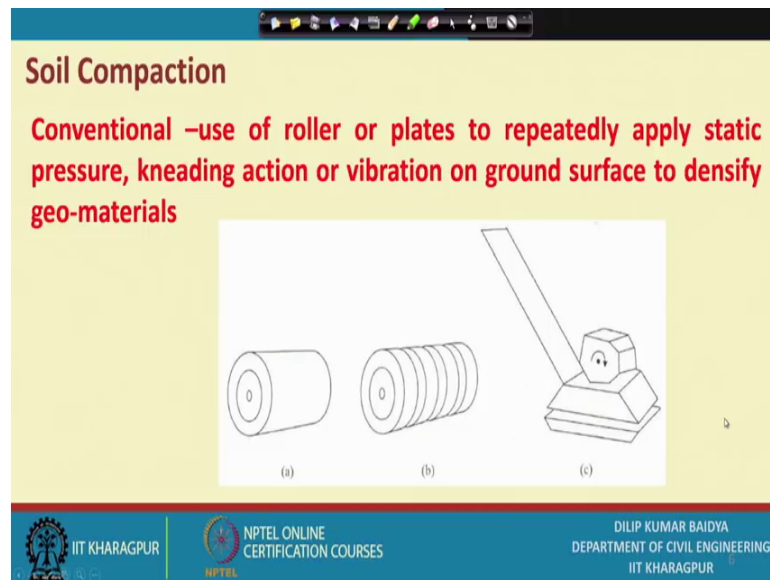 Soil Compaction
Conventional –use of roller or plates to repeatedly apply static
pressure, kneading action or vibration on ground surface to densify
geo-materials
(a)
(b)
(c)
IIT KHARAGPUR
NPTEL
NPTEL ONLINE
CERTIFICATION COURSES
DILIP KUMAR BAIDYA
DEPARTMENT OF CIVIL ENGINEERING
IIT KHARAGPUR
6